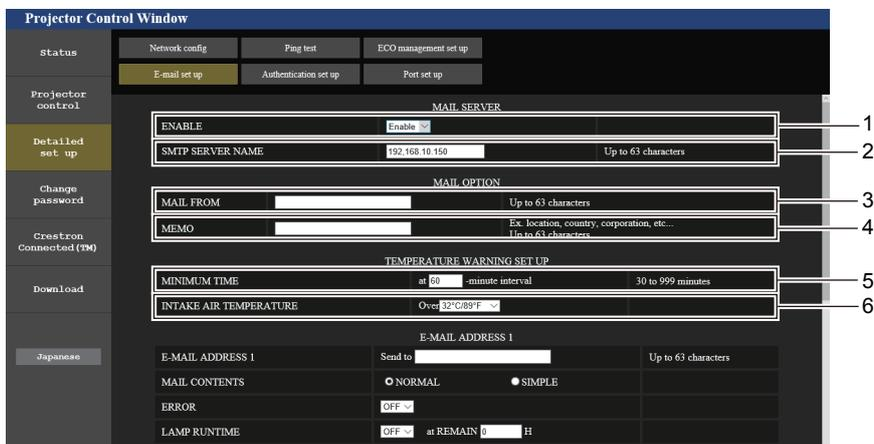 Projector Control Window
Status
Network config
Ping test
ECO management set up
E-mail set up
Authentication set up
Port set up
Projector
control
Detailed
set up
Change
password
Crestron
Connected(TM)
Download
Japanese
MAIL SERVER
ENABLE Enable 1
SMTP SERVER NAME 192.168.10.150 Up to 63 characters 2
MAIL OPTION
MAIL FROM Up to 63 characters 3
MEMO Ex. location, country, corporation, etc... 4
Up to 63 characters
TEMPERATURE WARNING SET UP
MINIMUM TIME at 60 -minute interval 30 to 999 minutes 5
INTAKE AIR TEMPERATURE Over 32°C/89°F 6
E-MAIL ADDRESS 1
E-MAIL ADDRESS 1 Send to Up to 63 characters
MAIL CONTENTS NORMAL SIMPLE
ERROR OFF
LAMP RUNTIME OFF at REMAIN 0 H